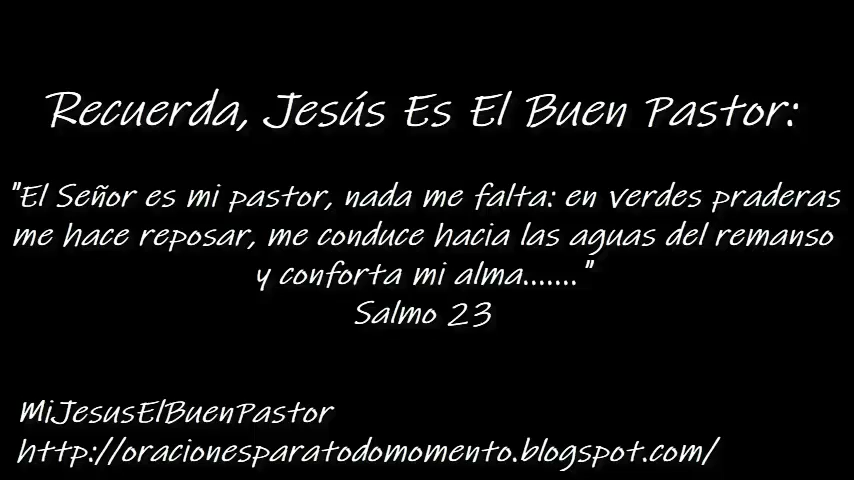 Recuerda, Jesús Es El Buen Pastor:
"El Señor es mi pastor, nada me falta: en verdes praderas
me hace reposar, me conduce hacia las aguas del remanso
y conforta mi alma......."
Salmo 23
MiJesusElBuenPastor
http://oracionesparatodomomento.blogspot.com/